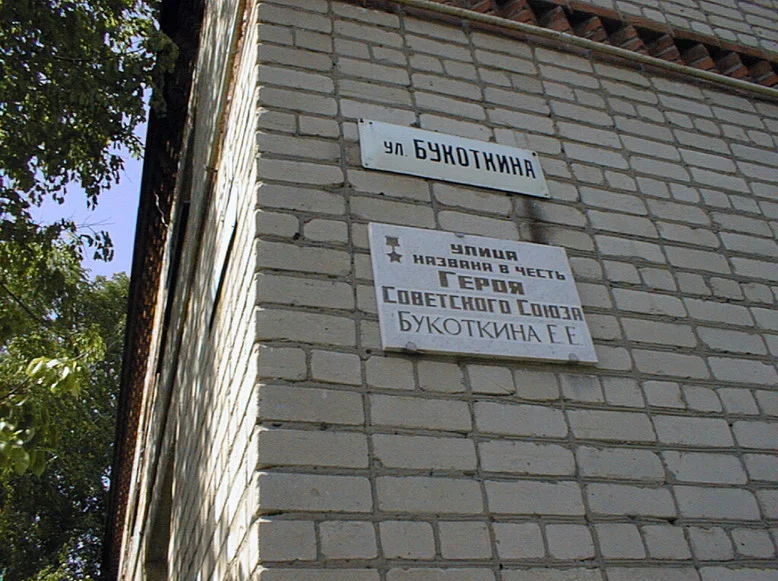 ул. БУКОТКИНА
УЛИЦА
НАЗВАНА В ЧЕСТЬ
ГЕРОЯ
СОВЕТСКОГО СОЮЗА
БУКОТКИНА Е.Е.